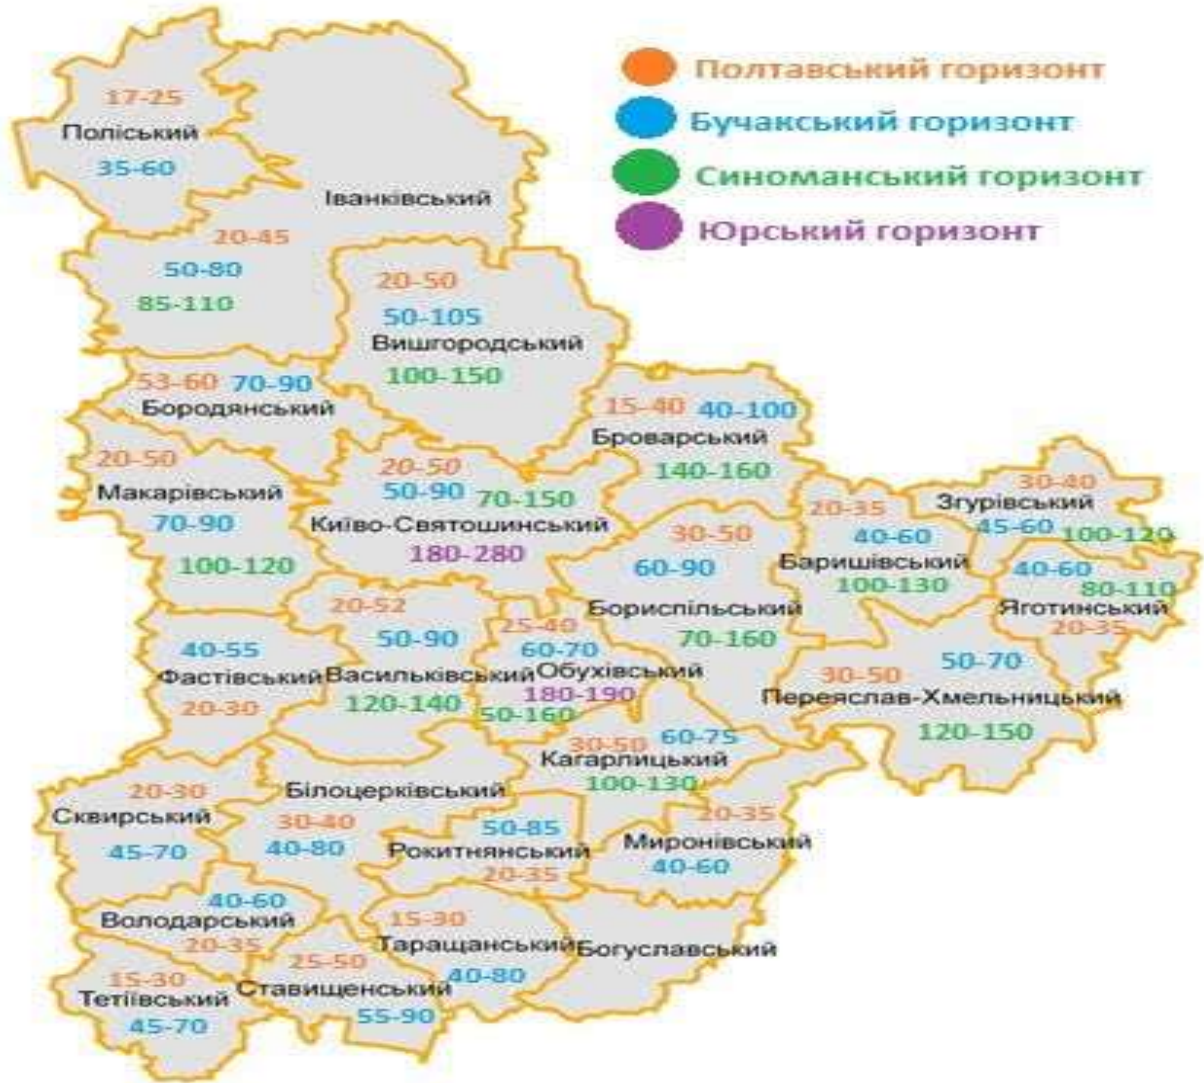 Полтавський горизонт
Бучакський горизонт
Синоманський горизонт
Юрський горизонт
17-25
Поліський
35-60
Іванківський
20-45
50-80
85-110
20-50
50-105
Вишгородський
100-150
53-60 70-90
Бородянський
15-40 40-100
Броварський
140-160
20-50
Макарівський
70-90
100-120
20-50
50-90 70-150
Києво-Святошинський
180-280
30-50
60-90
Бориспільський
70-160
20-35
40-60
Баришівський
100-130
30-40
Згурівський
45-60 100-120
40-60
80-110
Яготинський
20-35
40-55
Фастівський
20-30
20-52
50-90
Васильківський
120-140
25-40
60-70
Обухівський
180-190
50-160
50-70
30-50
Переяслав-Хмельницький
120-150
30-50 60-75
Кагарлицький
100-130
20-30
Сквирський
45-70
Білоцерківський
30-40
40-80
50-85
Рокитнянський
20-35
20-35
Миронівський
40-60
40-60
Володарський
20-35
15-30
Таращанський
40-80
Богуславський
15-30
Тетіївський
45-70
25-50
Ставищенський
55-90